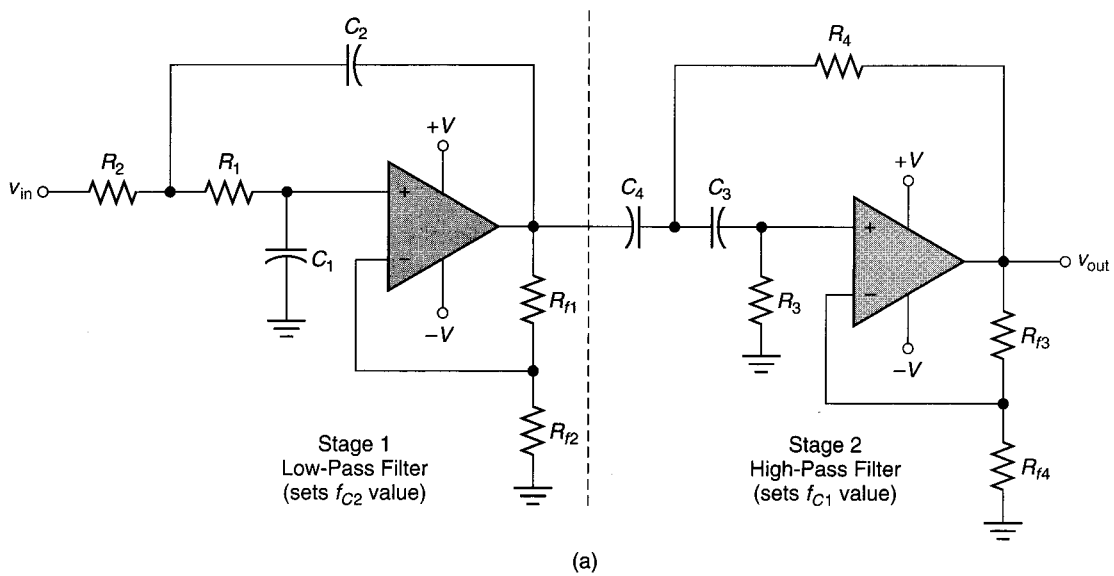 C2
R4
+V
R2
R1
+V
vin
C4
C3
+
+
C1
−
vout
R3
−
Rf1
−V
Rf3
−V
Rf2
Stage 1
Low-Pass Filter
(sets fC2 value)
Stage 2
High-Pass Filter
(sets fC1 value)
Rf4
(a)